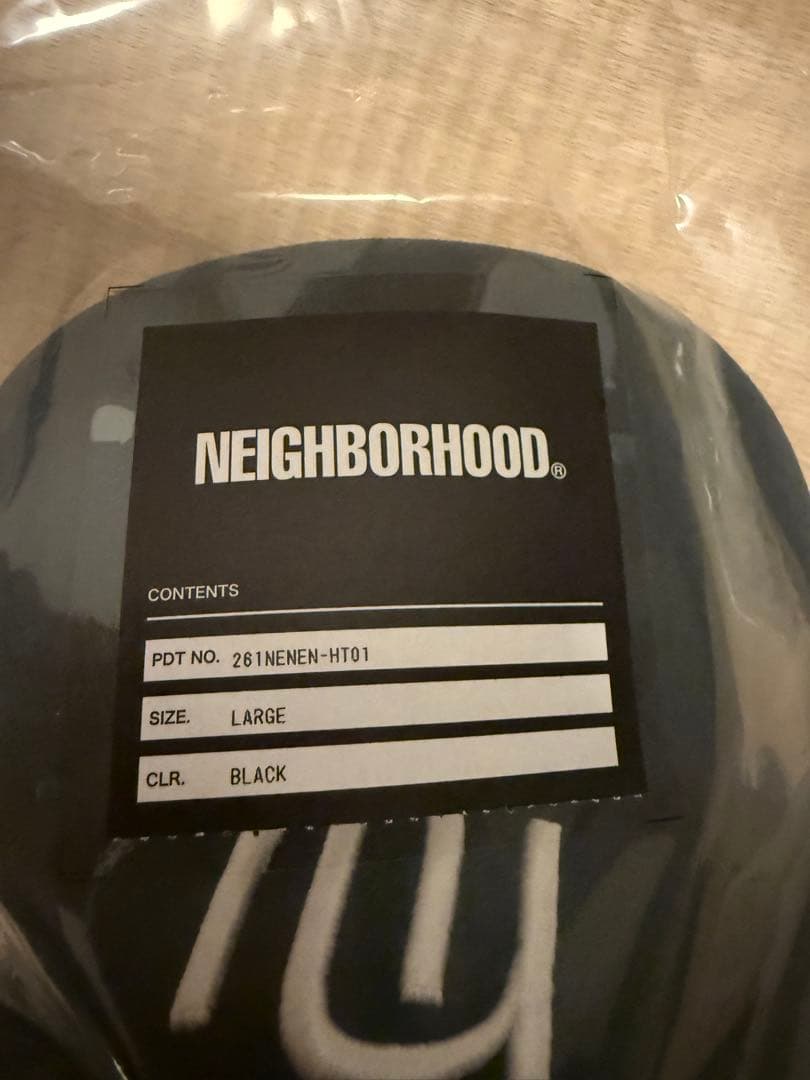 NEIGHBORHOOD®
CONTENTS
PDT NO. 261NENEN-HT01
SIZE. LARGE
CLR. BLACK